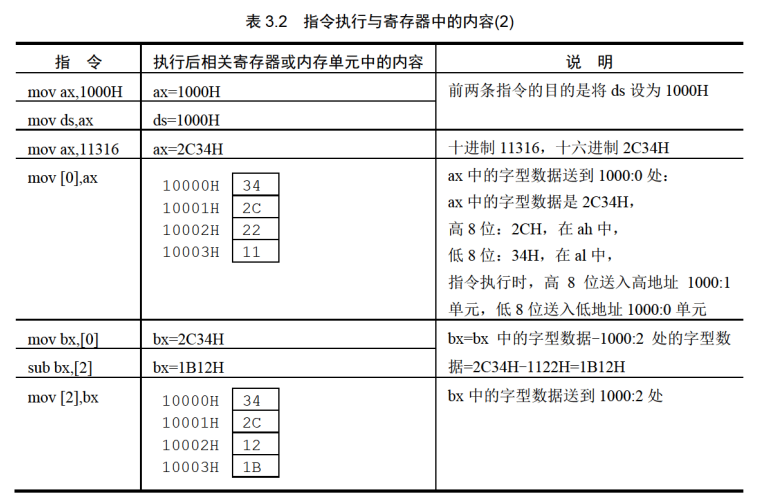 表 3.2 指令执行与寄存器中的内容(2)
指 令 执行后相关寄存器或内存单元中的内容 说 明
mov ax,1000H ax=1000H 前两条指令的目的是将 ds 设为 1000H
mov ds,ax ds=1000H
mov ax,11316 ax=2C34H 十进制 11316，十六进制 2C34H
mov [0],ax
10000H 34
10001H 2C
10002H 22
10003H 11
ax 中的字型数据送到 1000:0 处：
ax 中的字型数据是 2C34H，
高 8 位：2CH，在 ah 中，
低 8 位：34H，在 al 中，
指令执行时，高 8 位送入高地址 1000:1
单元，低 8 位送入低地址 1000:0 单元
mov bx,[0] bx=2C34H bx=bx 中的字型数据-1000:2 处的字型数
sub bx,[2] bx=1B12H 据=2C34H-1122H=1B12H
mov [2],bx
10000H 34
10001H 2C
10002H 12
10003H 1B
bx 中的字型数据送到 1000:2 处